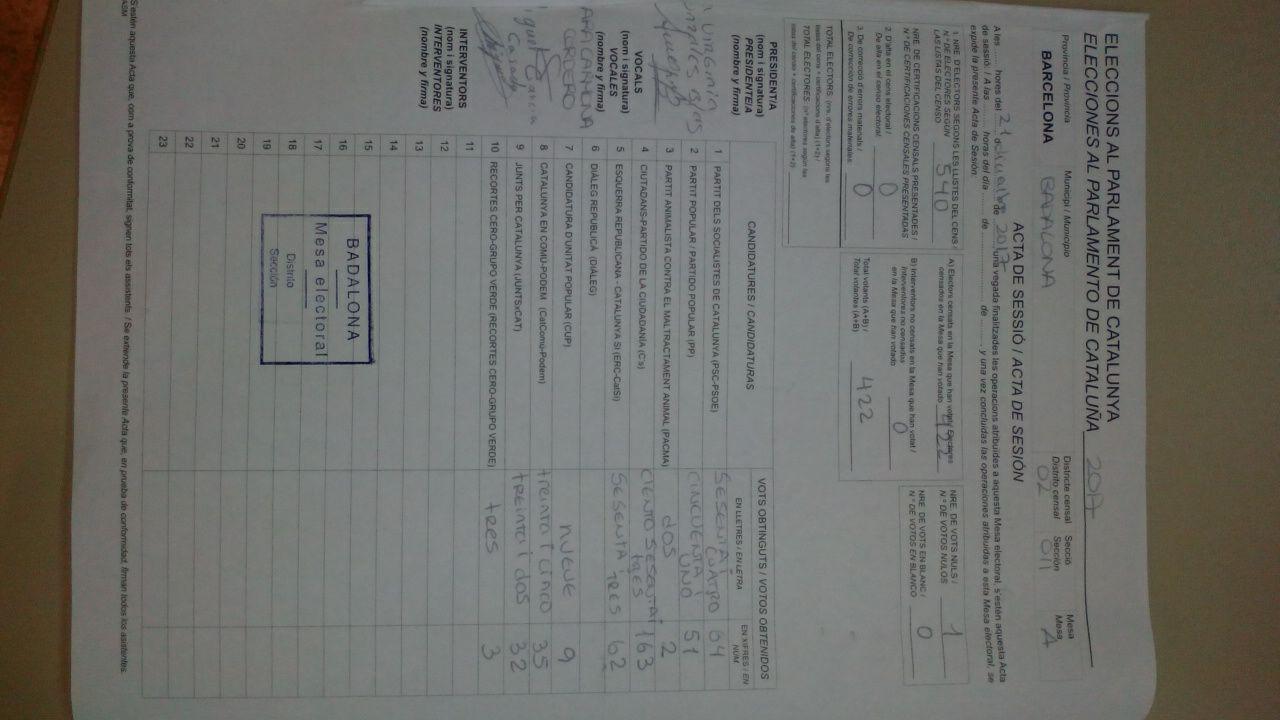 ELECCIONS AL PARLAMENT DE CATALUNYA
ELECCIONES AL PARLAMENTO DE CATALUÑA 2017
Província / Provincia
Municipi / Municipio
Districte censal
Distrito censal
Secció
Sección
Mesa
Mesa
BARCELONA
BADALONA
02
011
A
ACTA DE SESSIÓ / ACTA DE SESIÓN
A les ........ hores del 21 de 2017 una vegada finalitzades les operacions atribuïdes a aquesta Mesa electoral, s'estén aquesta Acta
de sessió. / A las ........ horas del día ........ de ........ de ........ , y una vez concluidas las operaciones atribuidas a esta Mesa electoral, se
expide la presente Acta de Sesión.
1. NRE. D'ELECTORS SEGONS LES LLISTES DEL CENS /
N.º DE ELECTORES SEGÚN
LAS LISTAS DEL CENSO 540
NRE. DE CERTIFICACIONS CENSALS PRESENTADES /
N.º DE CERTIFICACIONES CENSALES PRESENTADAS
2. D'alta en el cens electoral /
De alta en el censo electoral: 0
3. De correcció d'errors materials /
De corrección de errores materiales: 0
TOTAL ELECTORS: (nre. d'electors segons les
llistes del cens + certificacions d'alta) (1+2) /
TOTAL ELECTORES: (nº electores según las
listas del censo + certificaciones de alta) (1+2)
A) Electors censats en la Mesa que han votat / Electores
censados en la Mesa que han votado 422
B) Interventors no censats en la Mesa que han votat /
Interventores no censados
en la Mesa que han votado 0
Total votants (A+B) /
Total votantes (A+B) 422
NRE. DE VOTS NULS /
N.º DE VOTOS NULOS 1
NRE. DE VOTS EN BLANC /
N.º DE VOTOS EN BLANCO 0
PRESIDENT/A
(nom i signatura)
PRESIDENTE/A
(nombre y firma)
VOCALS
(nom i signatura)
VOCALES
(nombre y firma)
INTERVENTORS
(nom i signatura)
INTERVENTORES
(nombre y firma)
CANDIDATURES / CANDIDATURAS
VOTS OBTINGUTS / VOTOS OBTENIDOS
EN LLETRES / EN LETRA
EN XIFRES / EN NÚM.
1 PARTIT DELS SOCIALISTES DE CATALUNYA (PSC-PSOE) SESENTA I CUATRO 64
2 PARTIT POPULAR / PARTIDO POPULAR (PP) CINCUENTA I UNO 51
3 PARTIT ANIMALISTA CONTRA EL MALTRACTAMENT ANIMAL (PACMA) dos 2
4 CIUTADANS-PARTIDO DE LA CIUDADANÍA (C's) CIENTO SESENTA I tres 163
5 ESQUERRA REPUBLICANA - CATALUNYA SÍ (ERC-CatSí) SESENTA I TRES 62
6 DIÀLEG REPUBLICÀ (DIÀLEG)
7 CANDIDATURA D'UNITAT POPULAR (CUP) nueve 9
8 CATALUNYA EN COMÚ-PODEM (CatComú-Podem) treinta i cinco 35
9 JUNTS PER CATALUNYA (JUNTSxCAT) treinta i dos 32
10 RECORTES CERO-GRUPO VERDE (RECORTES CERO-GRUPO VERDE) tres 3
11
12
13
14
15
16
17
18
19
20
21
22
23
BADALONA
Mesa electoral
Distrito
Sección
S'estén aquesta Acta que, com a prova de conformitat, signen tots els assistents. / Se extiende la presente Acta que, en prueba de conformidad, firman todos los asistentes.